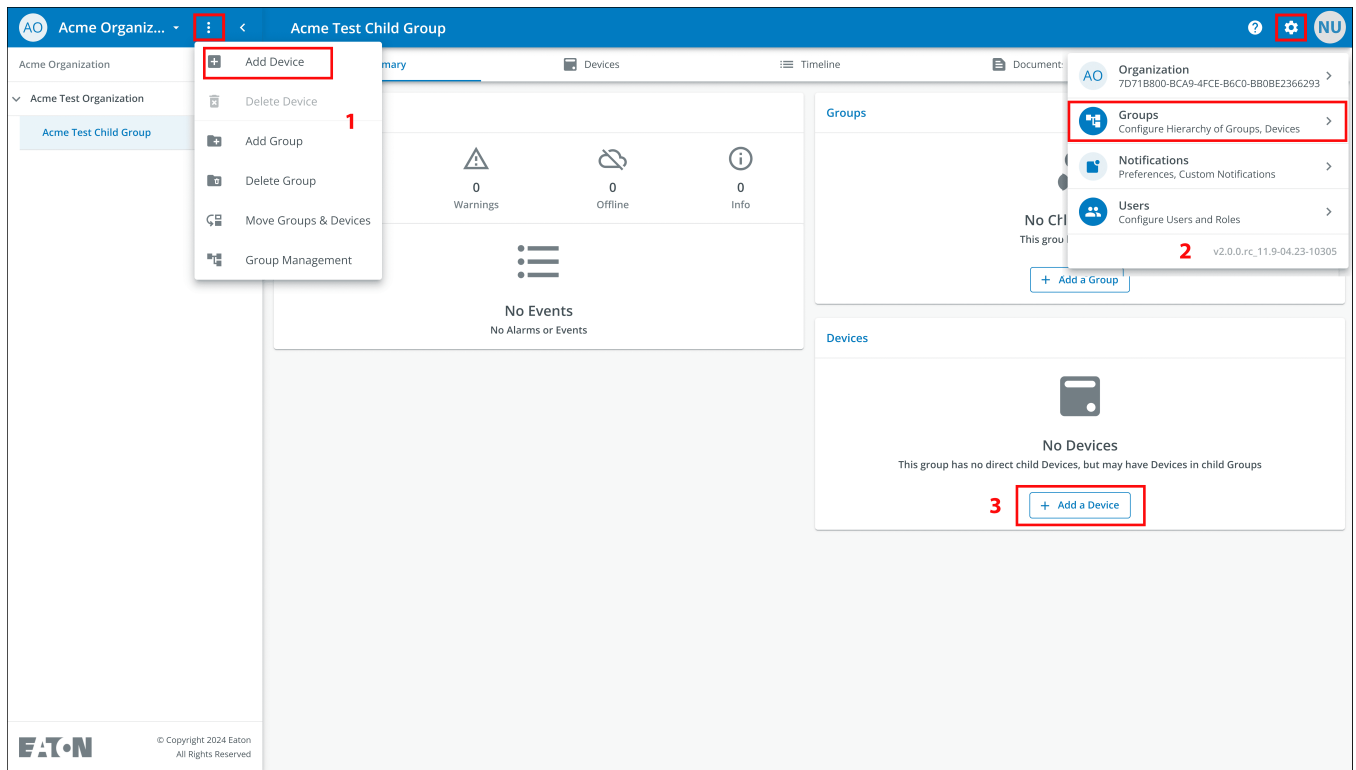 AO Acme Organiz... Acme Test Child Group NU
Acme Organization
Acme Test Organization
Acme Test Child Group
Add Device
Delete Device
1
Add Group
Delete Group
Move Groups & Devices
Group Management
mary Devices Timeline Document
0 0 0
Warnings Offline Info
No Events
No Alarms or Events
Groups
No Ch
This grou
+ Add a Group
AO Organization
7D71B800-BCA9-4FCE-B6C0-BB0BE2366293
Groups
Configure Hierarchy of Groups, Devices
Notifications
Preferences, Custom Notifications
Users
Configure Users and Roles
2 v2.0.0.rc_11.9-04.23-10305
Devices
No Devices
This group has no direct child Devices, but may have Devices in child Groups
3 + Add a Device
EATON © Copyright 2024 Eaton
All Rights Reserved